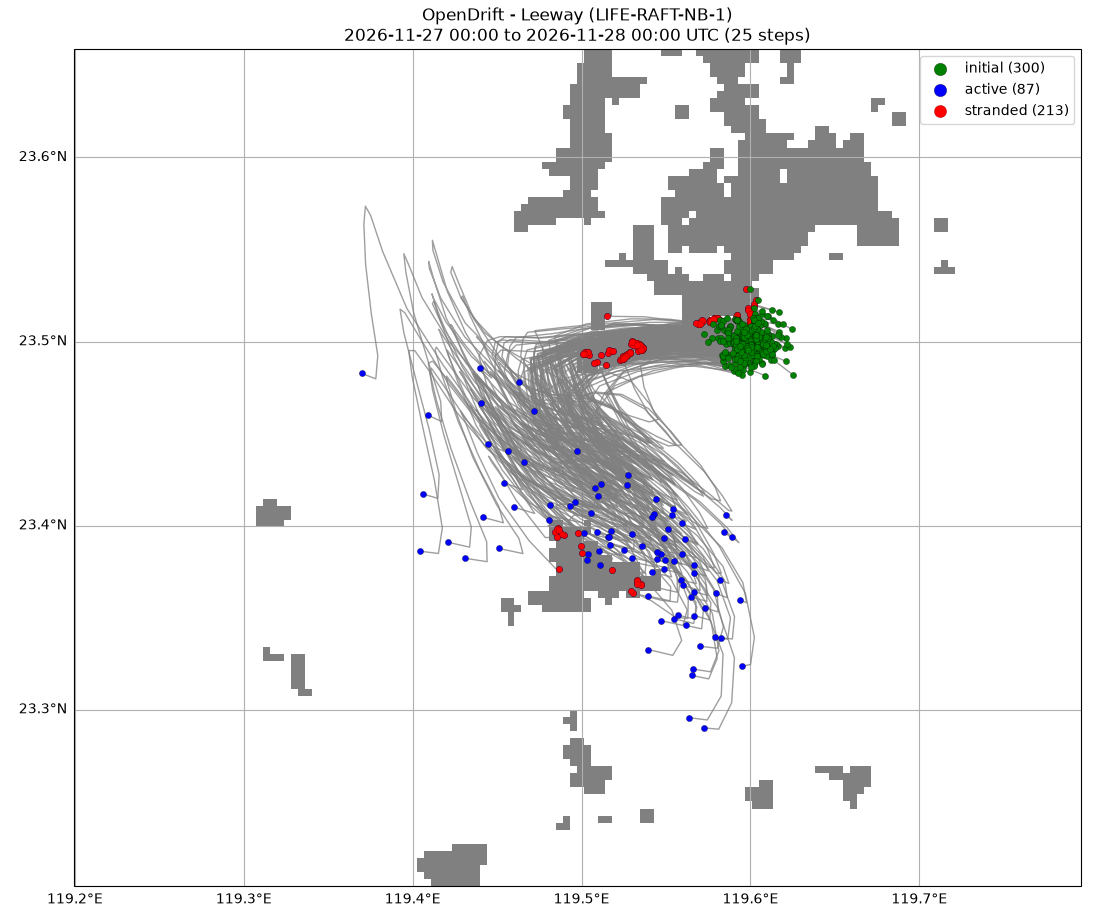 OpenDrift - Leeway (LIFE-RAFT-NB-1)
2026-11-27 00:00 to 2026-11-28 00:00 UTC (25 steps)
initial (300)
active (87)
stranded (213)
23.6°N
23.5°N
23.4°N
23.3°N
119.2°E 119.3°E 119.4°E 119.5°E 119.6°E 119.7°E